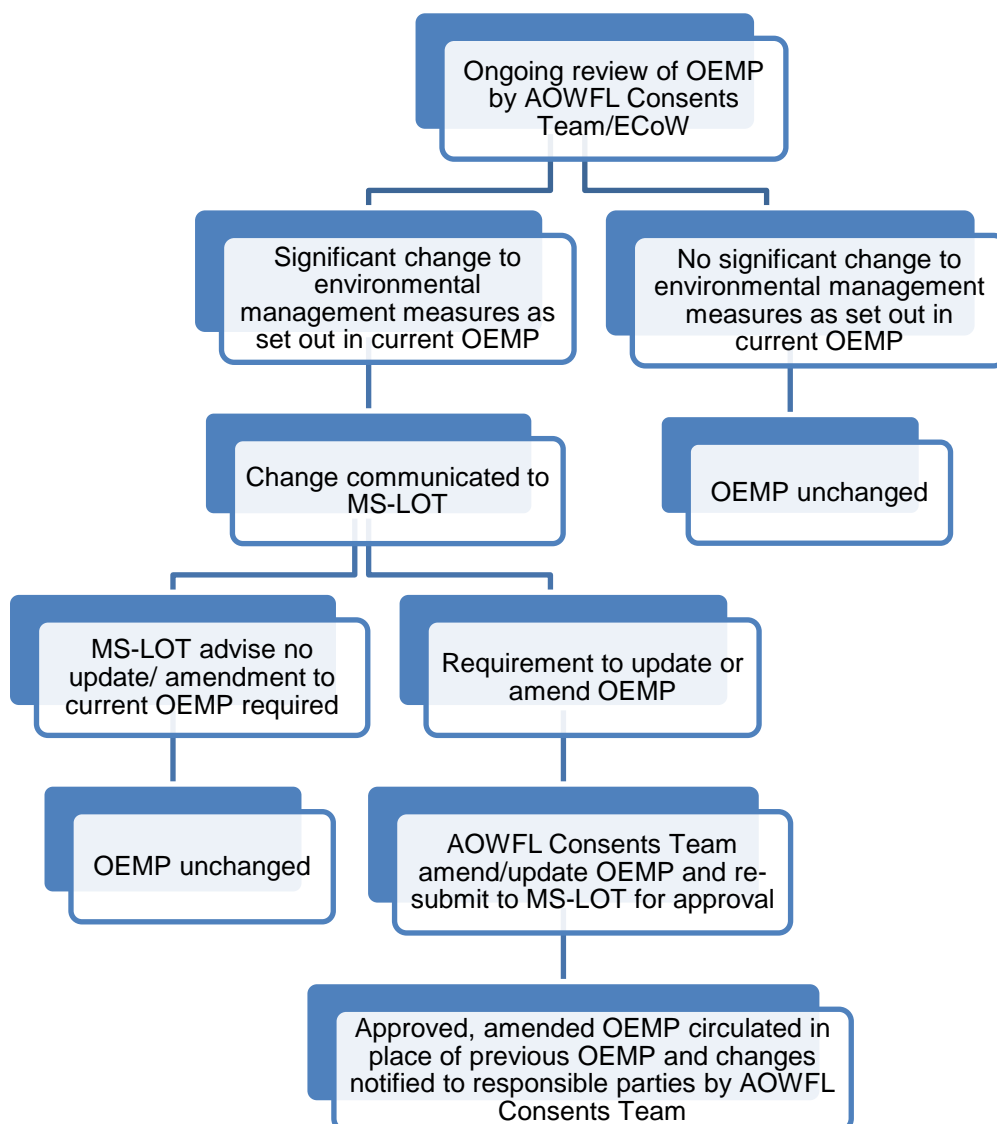 Ongoing review of OEMP
by AOWFL Consents
Team/ECoW
Significant change to
environmental
management measures as
set out in current OEMP
No significant change to
environmental management
measures as set out in
current OEMP
Change communicated to
MS-LOT
OEMP unchanged
MS-LOT advise no
update/ amendment to
current OEMP required
Requirement to update or
amend OEMP
OEMP unchanged
AOWFL Consents Team
amend/update OEMP and re-
submit to MS-LOT for approval
Approved, amended OEMP circulated in
place of previous OEMP and changes
notified to responsible parties by AOWFL
Consents Team